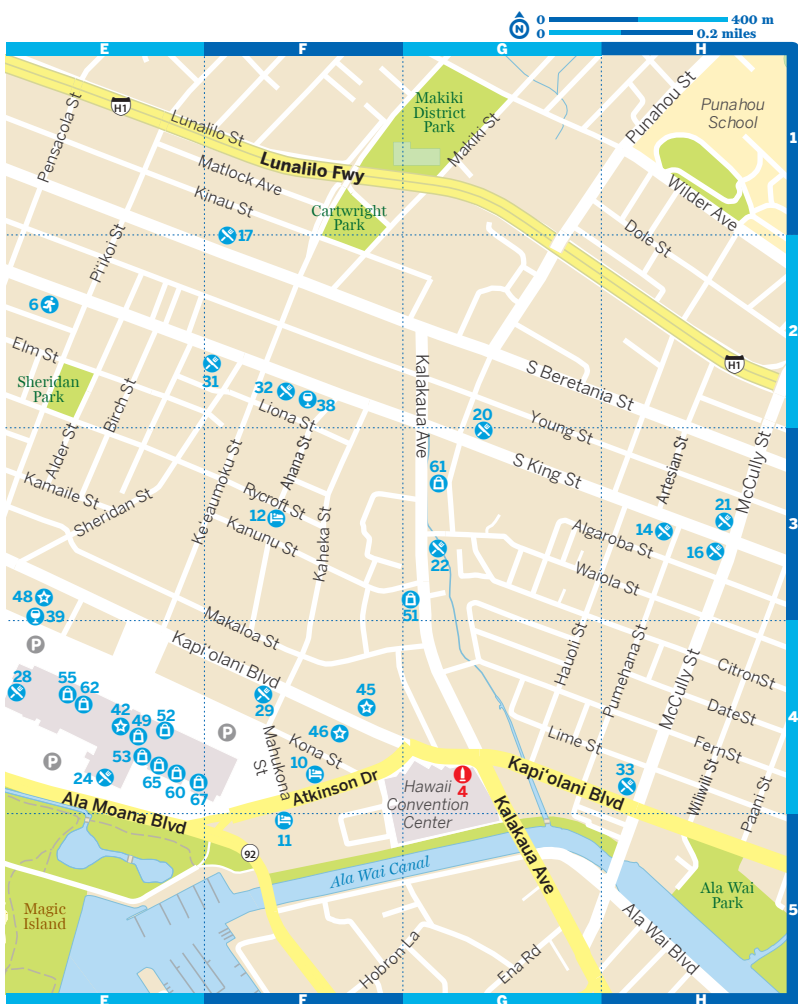 N
0
400 m
0
0.2 miles
E
F
G
H
Pensacola St
H1
Lunalilo St
Lunalilo Fwy
Matlock Ave
Kinau St
Makiki
District
Park
Makiki St
Cartwright
Park
Punahou St
Punahou
School
Wilder Ave
Dole St
1
17
Pi'ikoi St
6
Elm St
Sheridan
Park
Birch St
31
32
38
Liona St
Kalakaua Ave
20
S Beretania St
Young St
S King St
H1
2
Alder St
Kamaile St
Sheridan St
Ke'eaumoku St
Ahana St
Rycroft St
12
Kanunu St
Kaheka St
61
22
51
Artesian St
McCully St
21
14
16
Algaroba St
Waiola St
3
48
39
P
Makaloa St
Kapi'olani Blvd
28
55
62
42
49
52
53
65
60
67
24
P
P
29
45
46
Mahukona
St
Kona St
10
Atkinson Dr
Hauoli St
Pumehana St
McCully St
CitronSt
DateSt
FernSt
Lime St
33
Wiliwili St
Paani St
4
Hawaii
Convention
Center
4
Kapi'olani Blvd
Ala Moana Blvd
11
92
Ala Wai Canal
Kalakaua Ave
Magic
Island
Hobron La
Ena Rd
Ala Wai Blvd
Ala Wai
Park
5
E
F
G
H